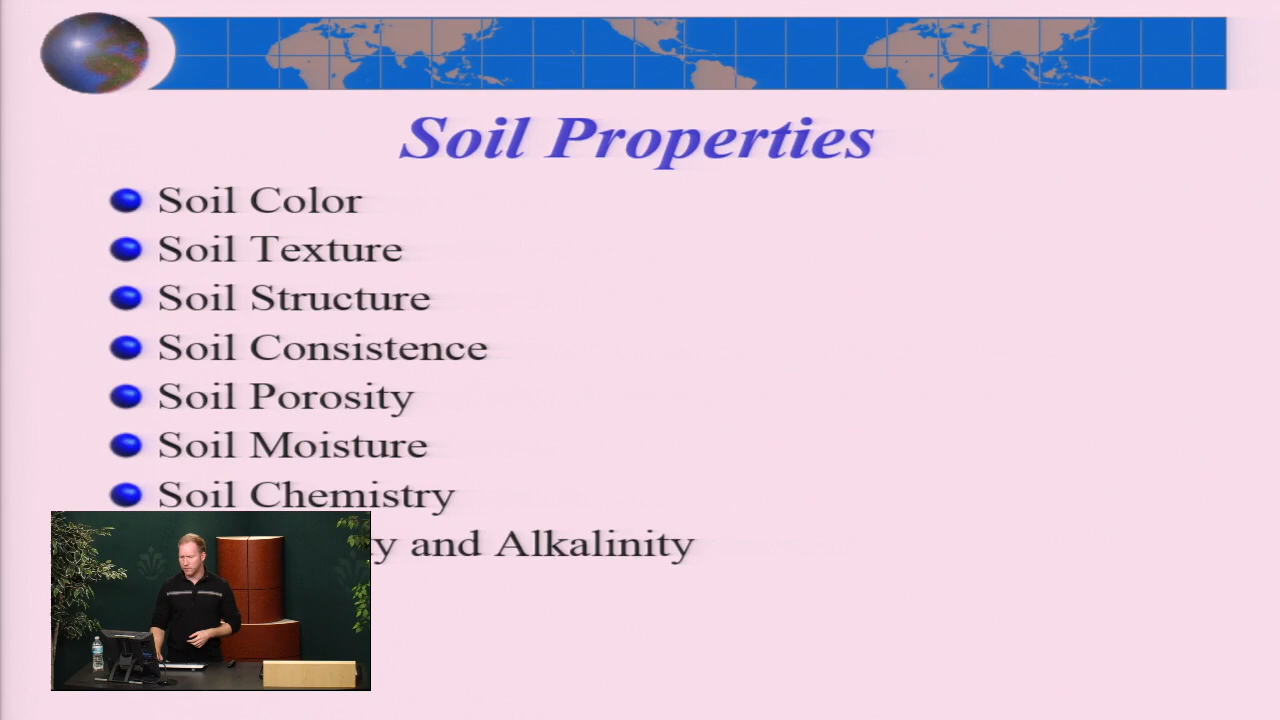 Soil Properties
Soil Color
Soil Texture
Soil Structure
Soil Consistence
Soil Porosity
Soil Moisture
Soil Chemistry
y and Alkalinity